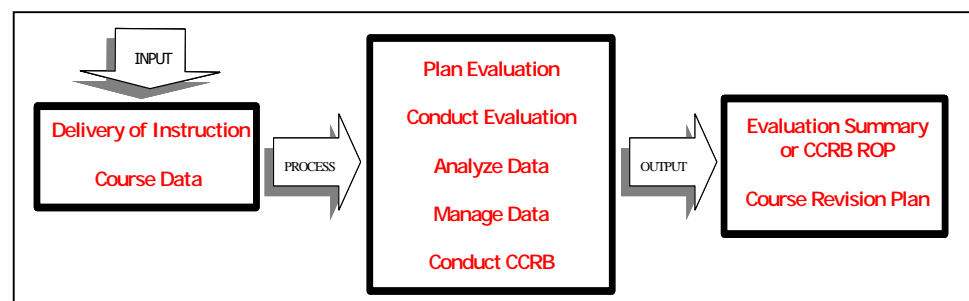 INPUT
Delivery of Instruction
Course Data
PROCESS
Plan Evaluation
Conduct Evaluation
Analyze Data
Manage Data
Conduct CCRB
OUTPUT
Evaluation Summary
or CCRB ROP
Course Revision Plan